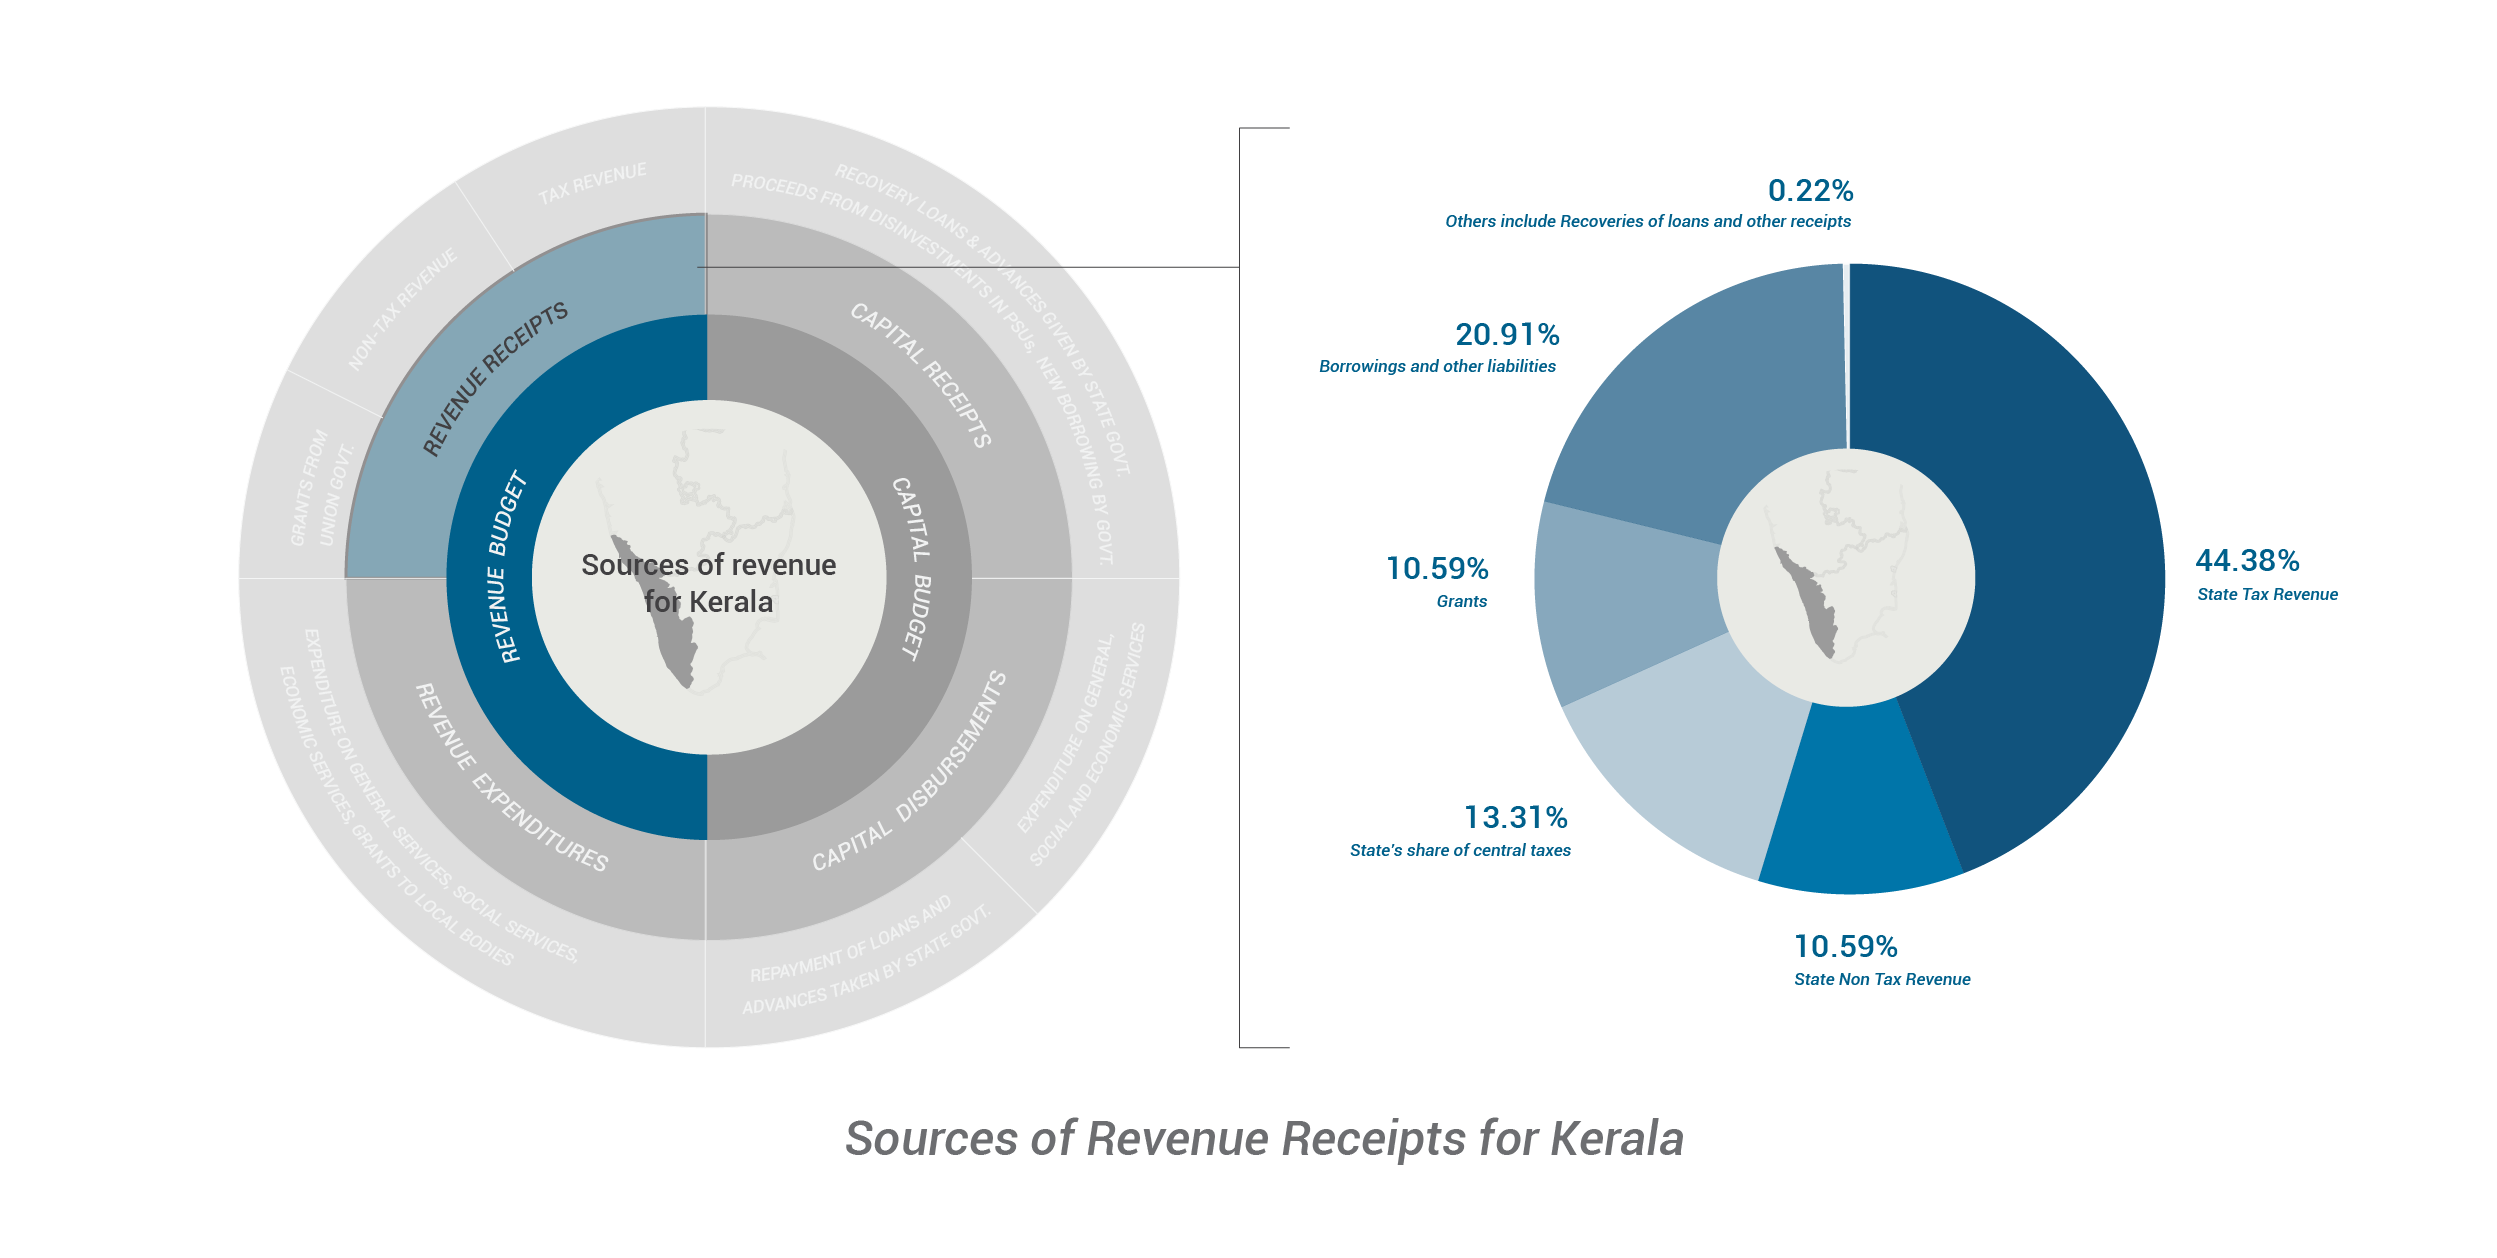 TAX REVENUE
NON-TAX REVENUE
GRANTS FROM
UNION GOVT.
RECOVERY LOANS & ADVANCES GIVEN BY STATE GOVT.
PROCEEDS FROM DISINVESTMENTS IN PSUs, NEW BORROWING BY GOVT.
REVENUE RECEIPTS
CAPITAL RECEIPTS
REVENUE BUDGET
CAPITAL BUDGET
Sources of revenue
for Kerala
REVENUE EXPENDITURES
CAPITAL DISBURSEMENTS
EXPENDITURE ON GENERAL SERVICES, SOCIAL SERVICES,
ECONOMIC SERVICES, GRANTS TO LOCAL BODIES
EXPENDITURE ON GENERAL,
SOCIAL AND ECONOMIC SERVICES
REPAYMENT OF LOANS AND
ADVANCES TAKEN BY STATE GOVT.
0.22%
Others include Recoveries of loans and other receipts
20.91%
Borrowings and other liabilities
10.59%
Grants
13.31%
State's share of central taxes
10.59%
State Non Tax Revenue
44.38%
State Tax Revenue
Sources of Revenue Receipts for Kerala